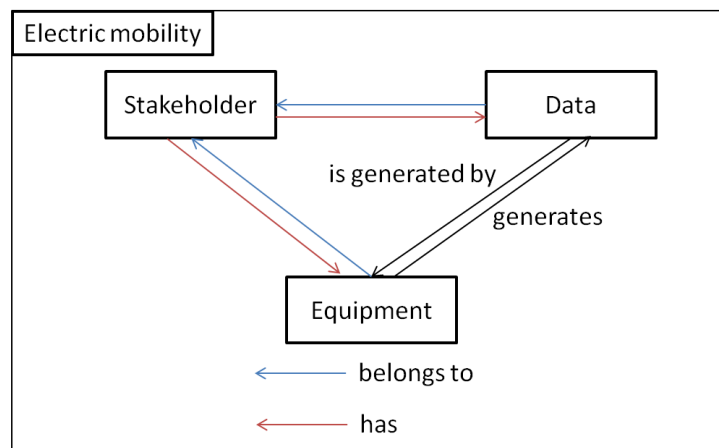 Electric mobility
Stakeholder
Data
is generated by
generates
Equipment
belongs to
has